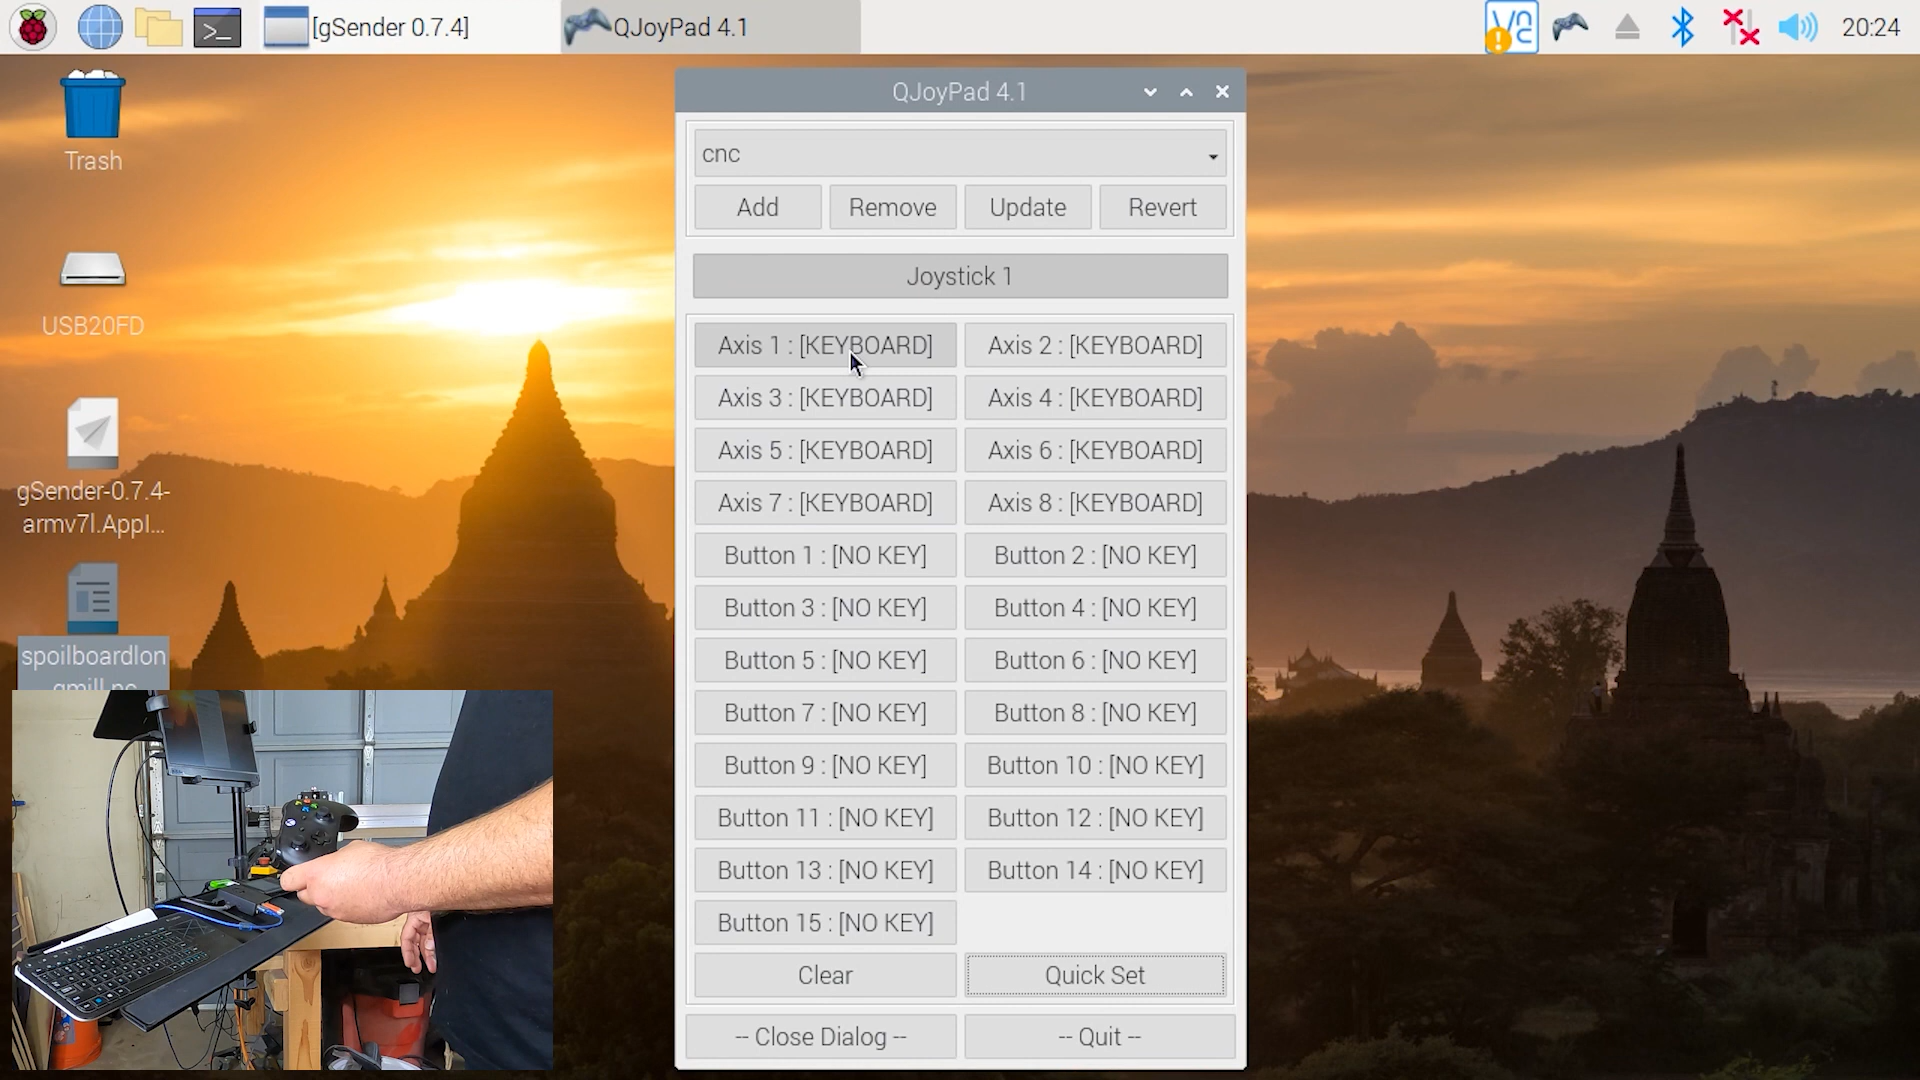 [gSender 0.7.4]
QJoyPad 4.1
20:24
Trash
USB20FD
gSender-0.7.4-
armv7l.AppI...
spoilboardlon
gmill.nc
QJoyPad 4.1
cnc
Add
Remove
Update
Revert
Joystick 1
Axis 1 : [KEYBOARD]
Axis 2 : [KEYBOARD]
Axis 3 : [KEYBOARD]
Axis 4 : [KEYBOARD]
Axis 5 : [KEYBOARD]
Axis 6 : [KEYBOARD]
Axis 7 : [KEYBOARD]
Axis 8 : [KEYBOARD]
Button 1 : [NO KEY]
Button 2 : [NO KEY]
Button 3 : [NO KEY]
Button 4 : [NO KEY]
Button 5 : [NO KEY]
Button 6 : [NO KEY]
Button 7 : [NO KEY]
Button 8 : [NO KEY]
Button 9 : [NO KEY]
Button 10 : [NO KEY]
Button 11 : [NO KEY]
Button 12 : [NO KEY]
Button 13 : [NO KEY]
Button 14 : [NO KEY]
Button 15 : [NO KEY]
Clear
Quick Set
-- Close Dialog --
-- Quit --